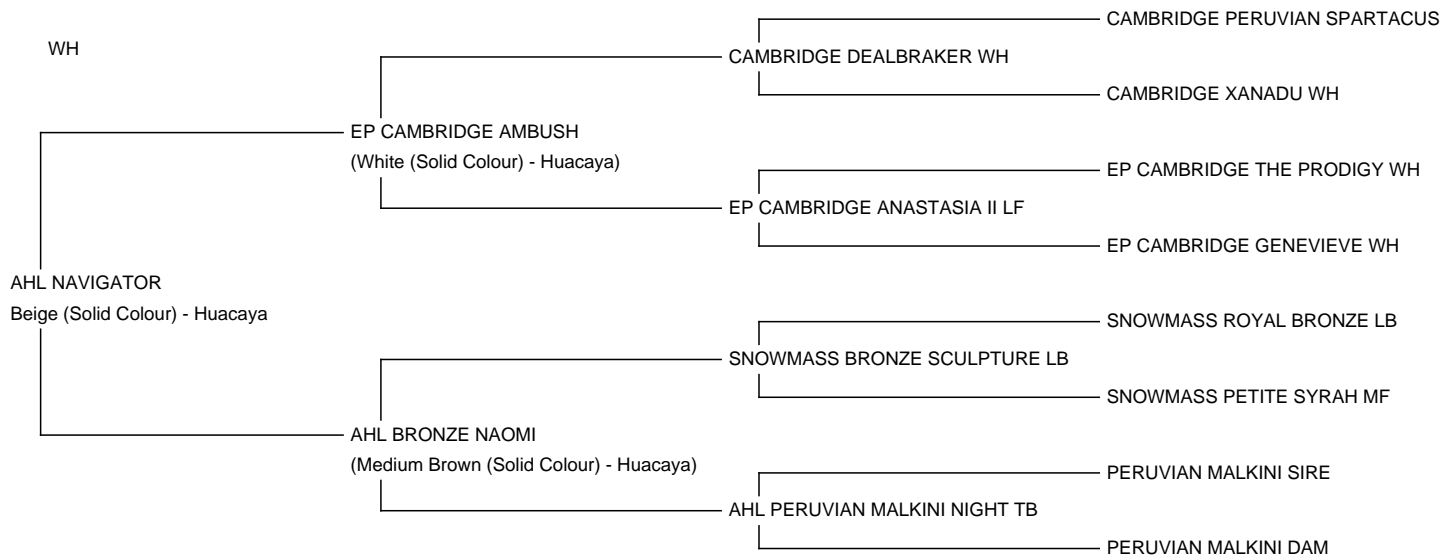 CAMBRIDGE PERUVIAN SPARTACUS
WH
CAMBRIDGE DEALBRAKER WH
CAMBRIDGE XANADU WH
EP CAMBRIDGE AMBUSH
(White (Solid Colour) - Huacaya)
EP CAMBRIDGE THE PRODIGY WH
EP CAMBRIDGE ANASTASIA II LF
EP CAMBRIDGE GENEVIEVE WH
AHL NAVIGATOR
Beige (Solid Colour) - Huacaya
SNOWMASS ROYAL BRONZE LB
SNOWMASS BRONZE SCULPTURE LB
SNOWMASS PETITE SYRAH MF
AHL BRONZE NAOMI
(Medium Brown (Solid Colour) - Huacaya)
PERUVIAN MALKINI SIRE
AHL PERUVIAN MALKINI NIGHT TB
PERUVIAN MALKINI DAM